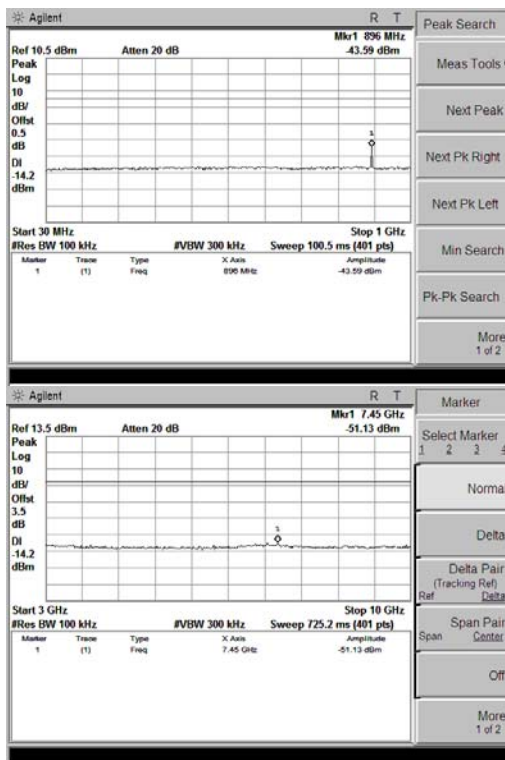 Agilent R T
Peak Search
Mkr1 896 MHz
Ref 10.5 dBm Atten 20 dB -43.59 dBm
Peak
Log
10
dB/
Offst
0.5
dB
DI
-14.2
dBm
1
Start 30 MHz Stop 1 GHz
#Res BW 100 kHz #VBW 300 kHz Sweep 100.5 ms (401 pts)
Marker Trace Type X Axis Amplitude
1 (1) Freq 896 MHz -43.59 dBm
Meas Tools
Next Peak
Next Pk Right
Next Pk Left
Min Search
Pk-Pk Search
More
1 of 2
Agilent R T
Marker
Mkr1 7.45 GHz
Ref 13.5 dBm Atten 20 dB -51.13 dBm
Peak
Log
10
dB/
Offst
3.5
dB
DI
-14.2
dBm
1
Start 3 GHz Stop 10 GHz
#Res BW 100 kHz #VBW 300 kHz Sweep 725.2 ms (401 pts)
Marker Trace Type X Axis Amplitude
1 (1) Freq 7.45 GHz -51.13 dBm
Select Marker
1 2 3 4
Normal
Delta
Delta Pair
(Tracking Ref)
Ref Delta
Span Pair
Span Center
Off
More
1 of 2